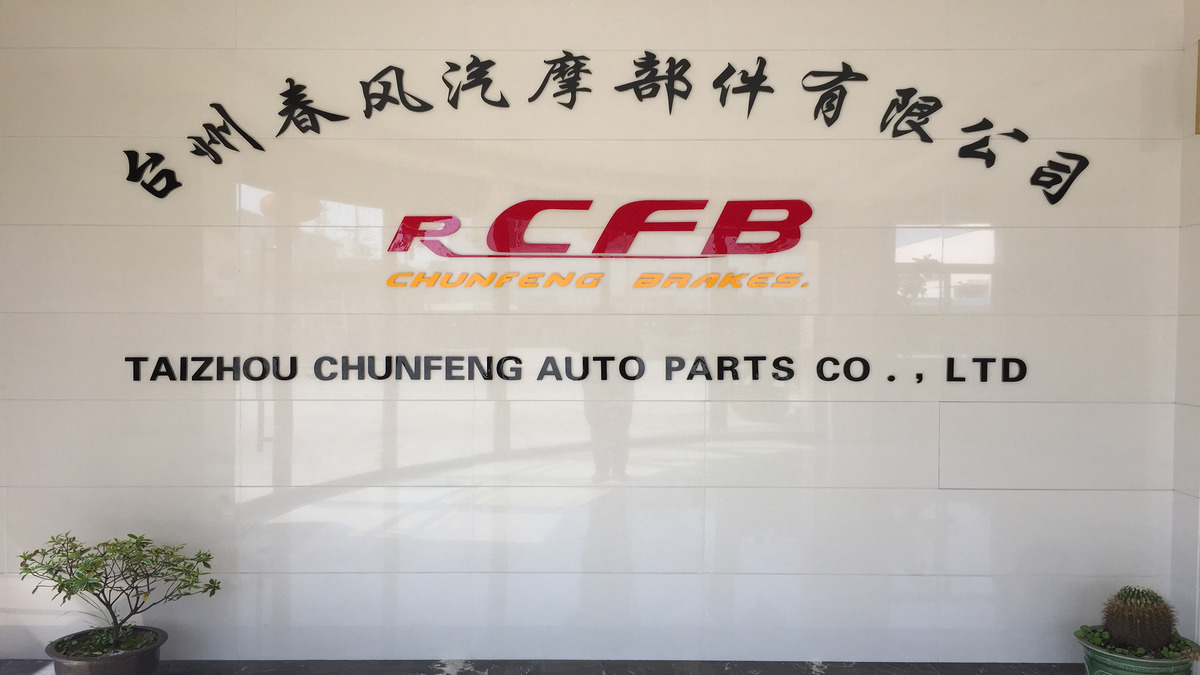 台州春风汽摩部件有限公司
RCFB
CHUNFENG BRAKES.
TAIZHOU CHUNFENG AUTO PARTS CO . , LTD